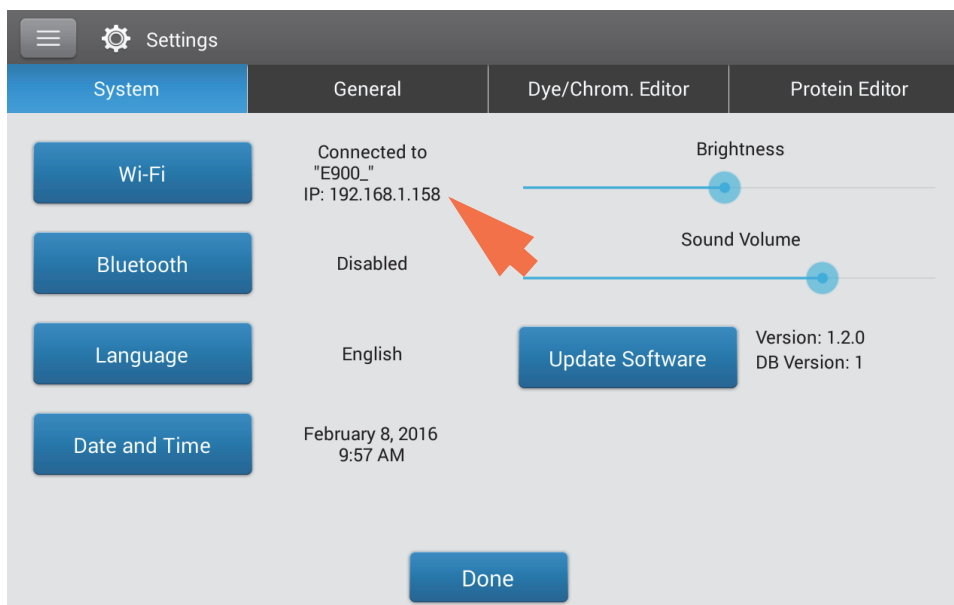 Settings
System
General
Dye/Chrom. Editor
Protein Editor
Wi-Fi
Connected to
"E900_"
IP: 192.168.1.158
Brightness
Bluetooth
Disabled
Sound Volume
Language
English
Update Software
Version: 1.2.0
DB Version: 1
Date and Time
February 8, 2016
9:57 AM
Done